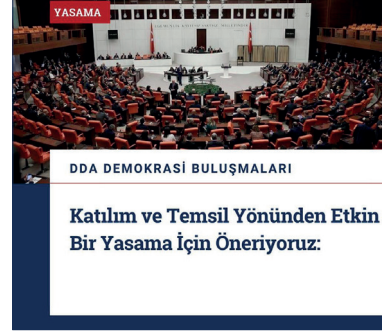 YASAMA
DDA DEMOKRASİ BULUŞMALARI
Katılım ve Temsil Yönünden Etkin
Bir Yasama İçin Öneriyoruz: